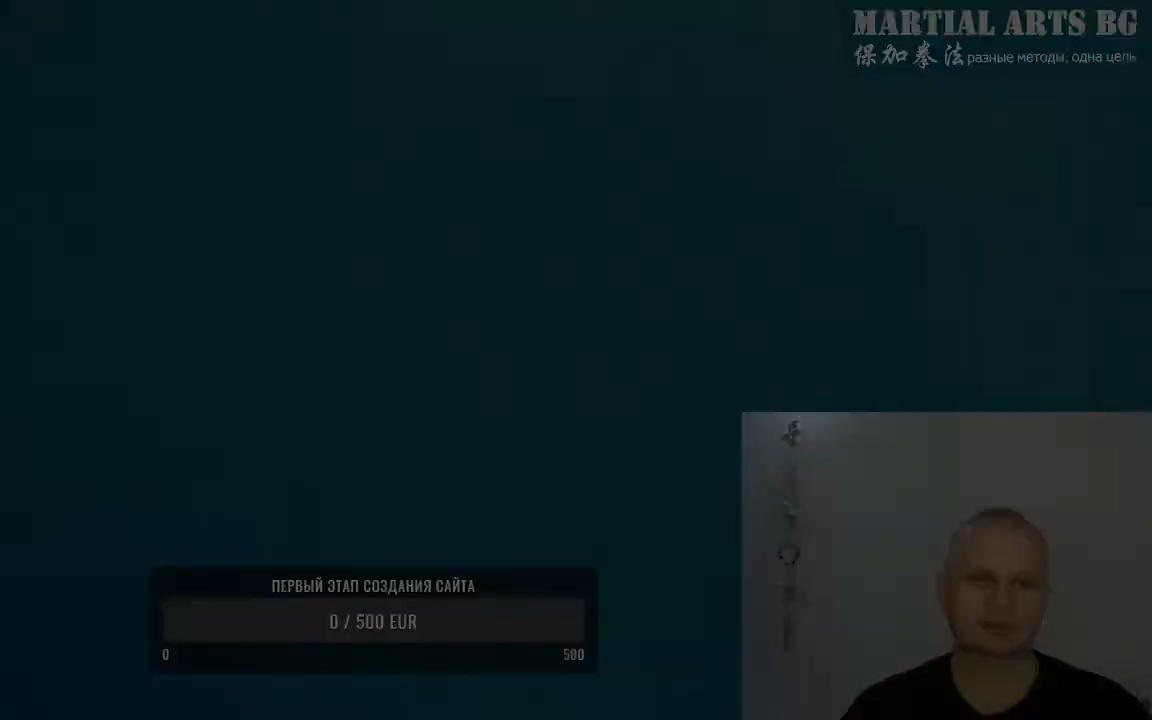 MARTIAL ARTS BG
保加拳法 разные методы, одна цель
ПЕРВЫЙ ЭТАП СОЗДАНИЯ САЙТА
0 / 500 EUR
0 500